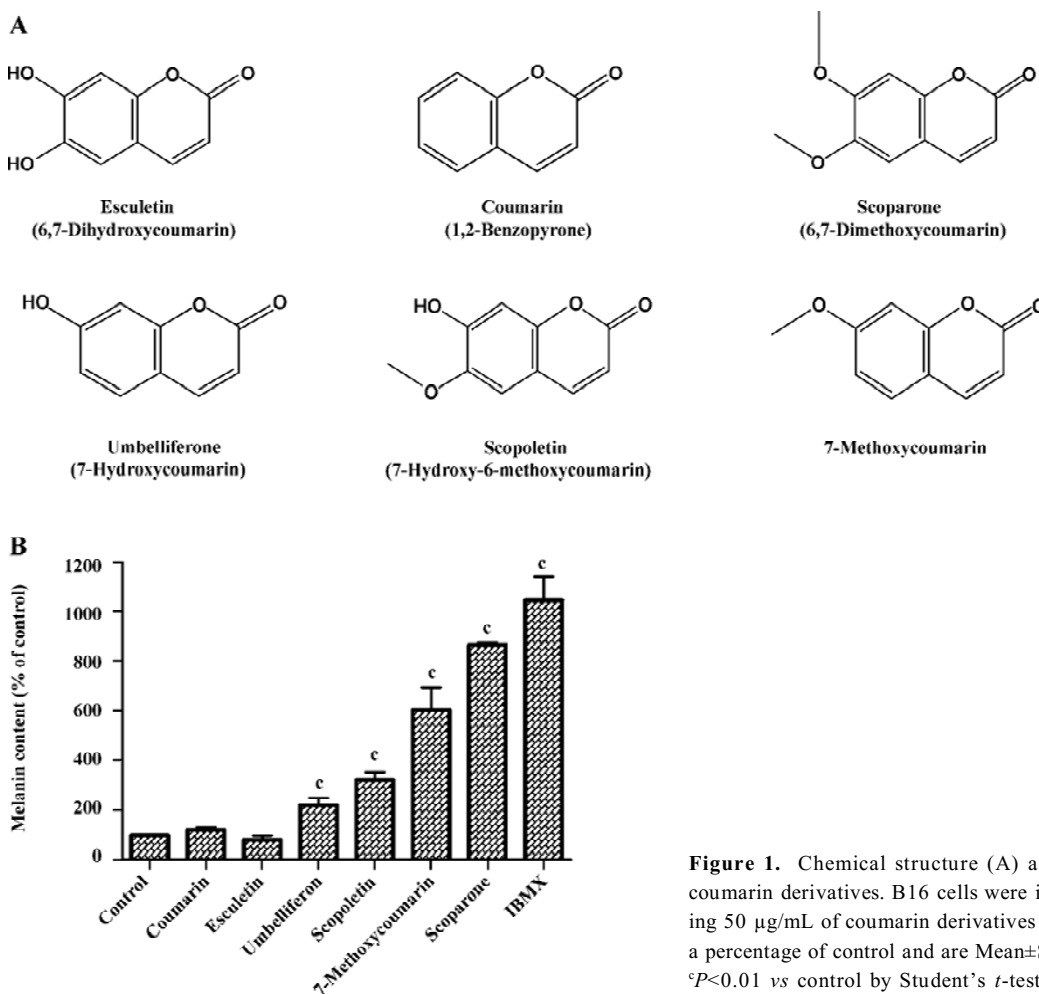 A
HO
HO
O
O
Esculetin
(6,7-Dihydroxycoumarin)
O
O
Coumarin
(1,2-Benzopyrone)
O
O
O
O
Scoparone
(6,7-Dimethoxycoumarin)
HO
O
O
Umbelliferone
(7-Hydroxycoumarin)
HO
O
O
O
Scopoletin
(7-Hydroxy-6-methoxycoumarin)
O
O
O
7-Methoxycoumarin
B
Melanin content (% of control)
1200
1000
800
600
400
200
0
c
c
c
c
c
Control
Coumarin
Esculetin
Umbelliferon
Scopoletin
7-Methoxycoumarin
Scoparone
IBMX
Figure 1. Chemical structure (A) a
coumarin derivatives. B16 cells were i
ing 50 μg/mL of coumarin derivatives
a percentage of control and are Mean±S
ᶜP<0.01 vs control by Student's t-test